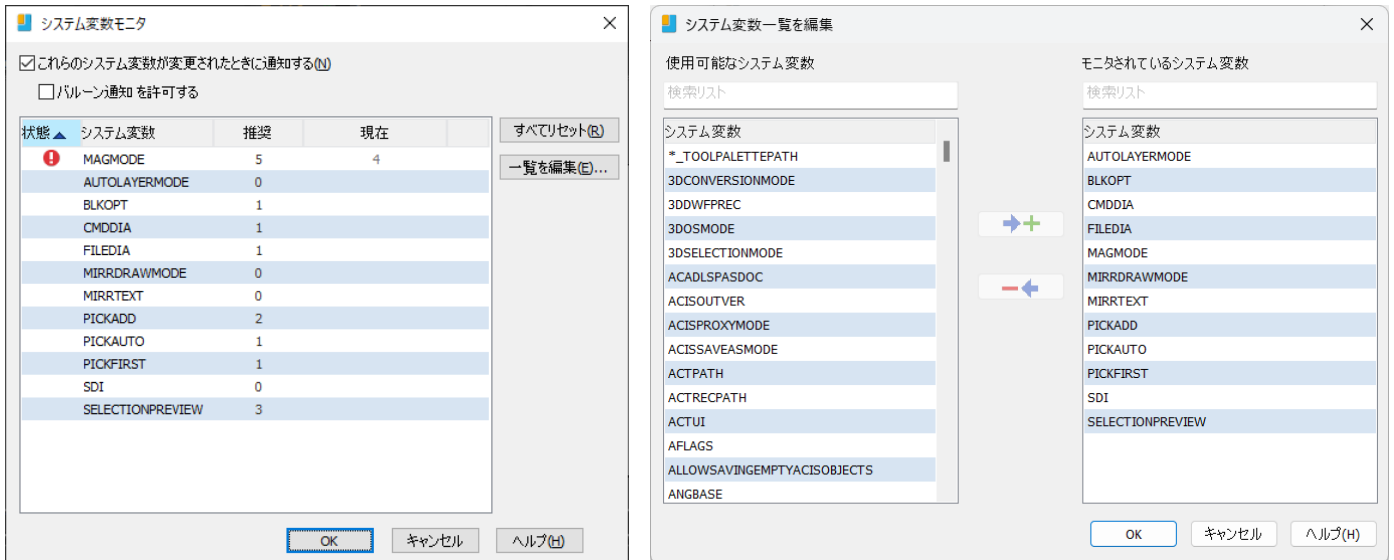 システム変数モニタ
これらのシステム変数が変更されたときに通知する(N)
バルーン通知を許可する
状態 システム変数 推奨 現在
MAGMODE 5 4
AUTOLAYERMODE 0
BLKOPT 1
CMDDIA 1
FILEDIA 1
MIRRDRAWMODE 0
MIRRTEXT 0
PICKADD 2
PICKAUTO 1
PICKFIRST 1
SDI 0
SELECTIONPREVIEW 3
すべてリセット(R)
一覧を編集(E)...
OK キャンセル ヘルプ(H)
システム変数一覧を編集
使用可能なシステム変数
検索リスト
システム変数
*_TOOLPALETTEPATH
3DCONVERSIONMODE
3DDWFPREC
3DOSMODE
3DSELECTIONMODE
ACADLSPASDOC
ACISOUTVER
ACISPROXYMODE
ACISSAVEASMODE
ACTPATH
ACTRECPATH
ACTUI
AFLAGS
ALLOWSAVINGEMPTYACISOBJECTS
ANGBASE
モニタされているシステム変数
検索リスト
システム変数
AUTOLAYERMODE
BLKOPT
CMDDIA
FILEDIA
MAGMODE
MIRRDRAWMODE
MIRRTEXT
PICKADD
PICKAUTO
PICKFIRST
SDI
SELECTIONPREVIEW
OK キャンセル ヘルプ(H)